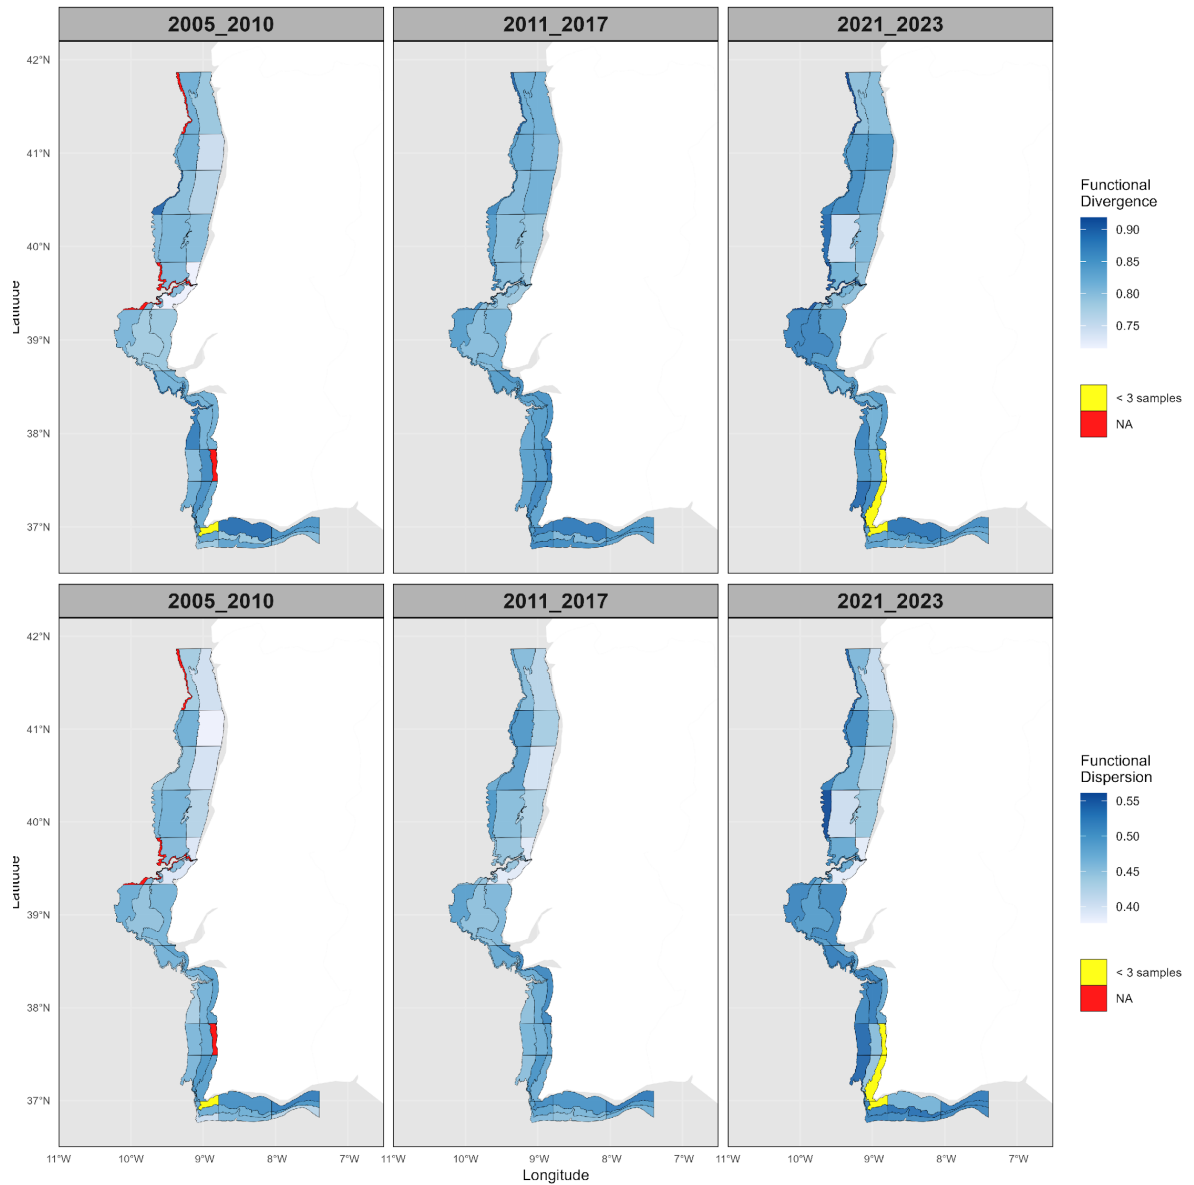 2005_2010
2011_2017
2021_2023
42°N
41°N
40°N
39°N
38°N
37°N
Latitude
Functional
Divergence
0.90
0.85
0.80
0.75
< 3 samples
NA
2005_2010
2011_2017
2021_2023
42°N
41°N
40°N
39°N
38°N
37°N
Latitude
Functional
Dispersion
0.55
0.50
0.45
0.40
< 3 samples
NA
11°W 10°W 9°W 8°W 7°W 11°W 10°W 9°W 8°W 7°W 11°W 10°W 9°W 8°W 7°W
Longitude